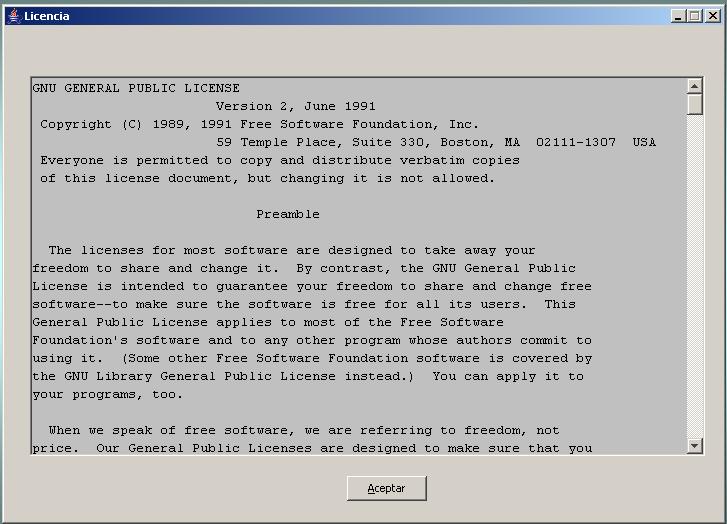 Licencia
GNU GENERAL PUBLIC LICENSE
Version 2, June 1991
Copyright (C) 1989, 1991 Free Software Foundation, Inc.
59 Temple Place, Suite 330, Boston, MA  02111-1307  USA
Everyone is permitted to copy and distribute verbatim copies
of this license document, but changing it is not allowed.
Preamble
The licenses for most software are designed to take away your
freedom to share and change it.  By contrast, the GNU General Public
License is intended to guarantee your freedom to share and change free
software--to make sure the software is free for all its users.  This
General Public License applies to most of the Free Software
Foundation's software and to any other program whose authors commit to
using it.  (Some other Free Software Foundation software is covered by
the GNU Library General Public License instead.)  You can apply it to
your programs, too.
When we speak of free software, we are referring to freedom, not
price.  Our General Public Licenses are designed to make sure that you
Aceptar